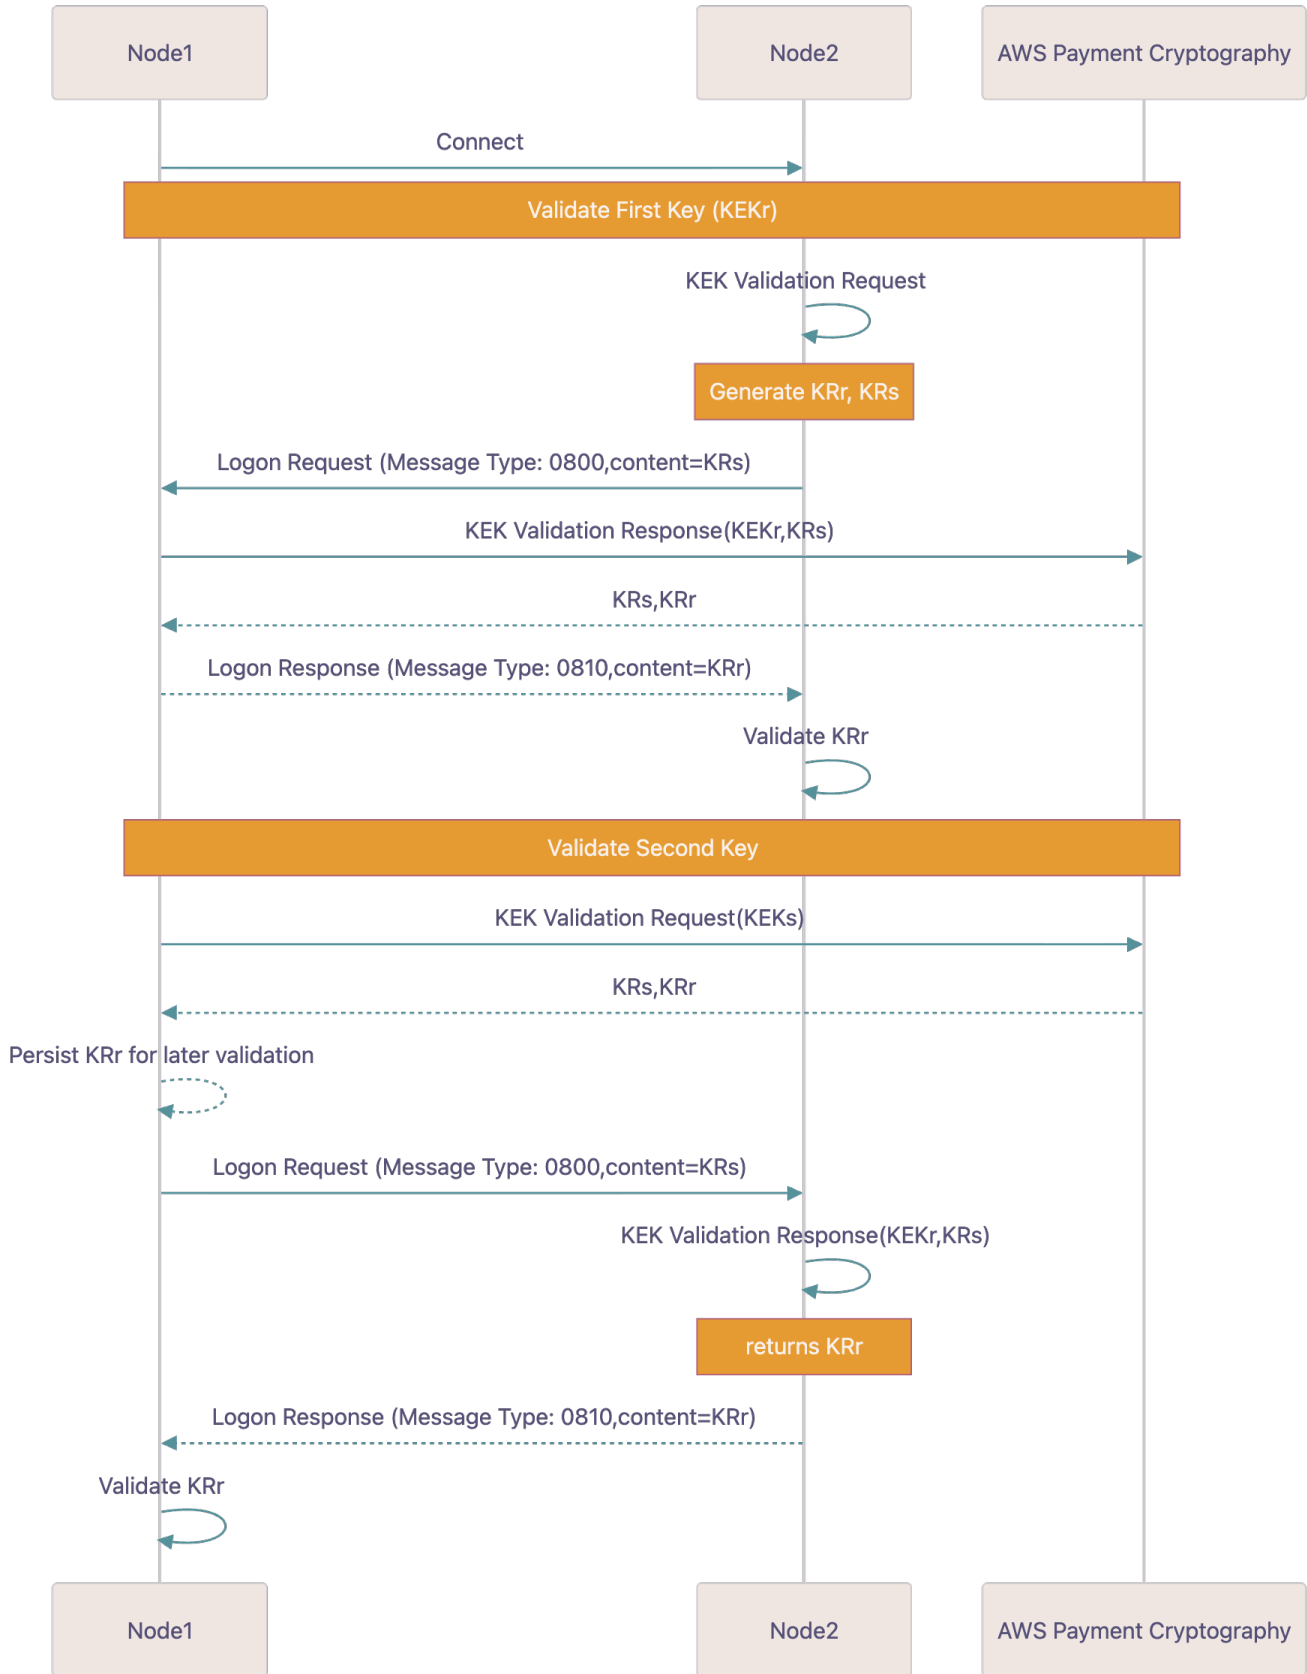 Node1
Node2
AWS Payment Cryptography
Connect
Validate First Key (KEKr)
KEK Validation Request
Generate KRr, KRs
Logon Request (Message Type: 0800,content=KRs)
KEK Validation Response(KEKr,KRs)
KRs,KRr
Logon Response (Message Type: 0810,content=KRr)
Validate KRr
Validate Second Key
KEK Validation Request(KEKs)
KRs,KRr
Persist KRr for later validation
Logon Request (Message Type: 0800,content=KRs)
KEK Validation Response(KEKr,KRs)
returns KRr
Logon Response (Message Type: 0810,content=KRr)
Validate KRr
Node1
Node2
AWS Payment Cryptography